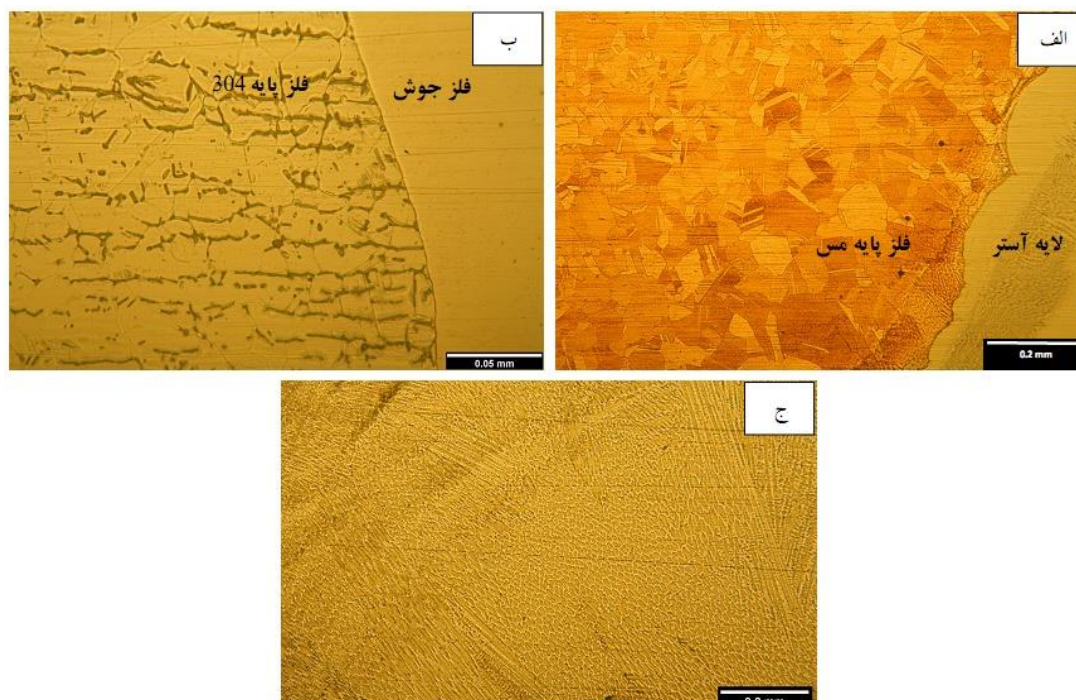 الف
فلز پایه مس
لایه آستر
0.2 mm
ب
فلز پایه 304
فلز جوش
0.05 mm
ج